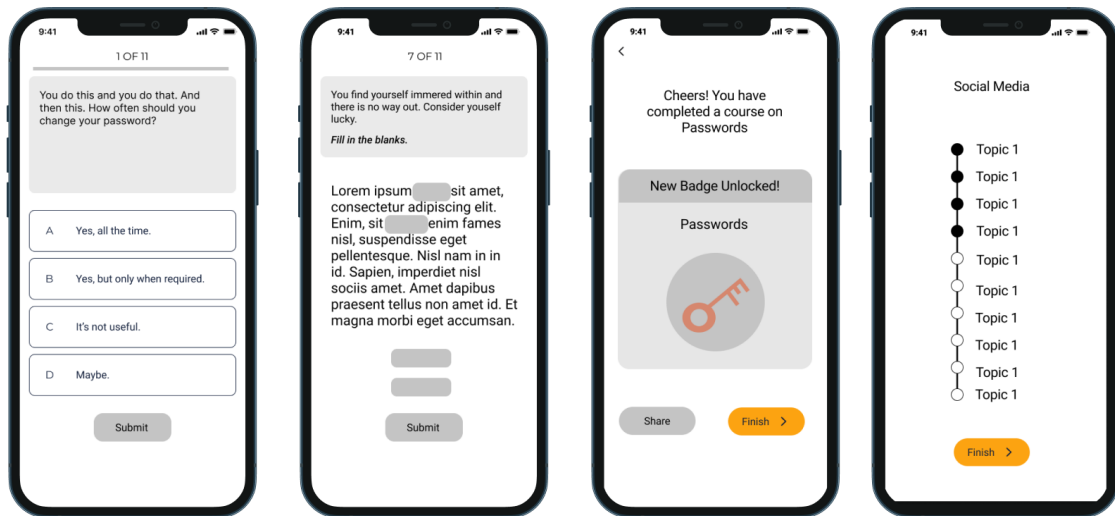 9:41
1 OF 11
You do this and you do that. And
then this. How often should you
change your password?
A Yes, all the time.
B Yes, but only when required.
C It's not useful.
D Maybe.
Submit
9:41
7 OF 11
You find yourself immered within and
there is no way out. Consider youself
lucky.
Fill in the blanks.
Lorem ipsum sit amet,
consectetur adipiscing elit.
Enim, sit enim fames
nisl, suspendisse eget
pellentesque. Nisl nam in in
id. Sapien, imperdiet nisl
sociis amet. Amet dapibus
praesent tellus non amet id. Et
magna morbi eget accumsan.
Submit
9:41
Cheers! You have
completed a course on
Passwords
New Badge Unlocked!
Passwords
Share
Finish
9:41
Social Media
Topic 1
Topic 1
Topic 1
Topic 1
Topic 1
Topic 1
Topic 1
Topic 1
Topic 1
Topic 1
Finish